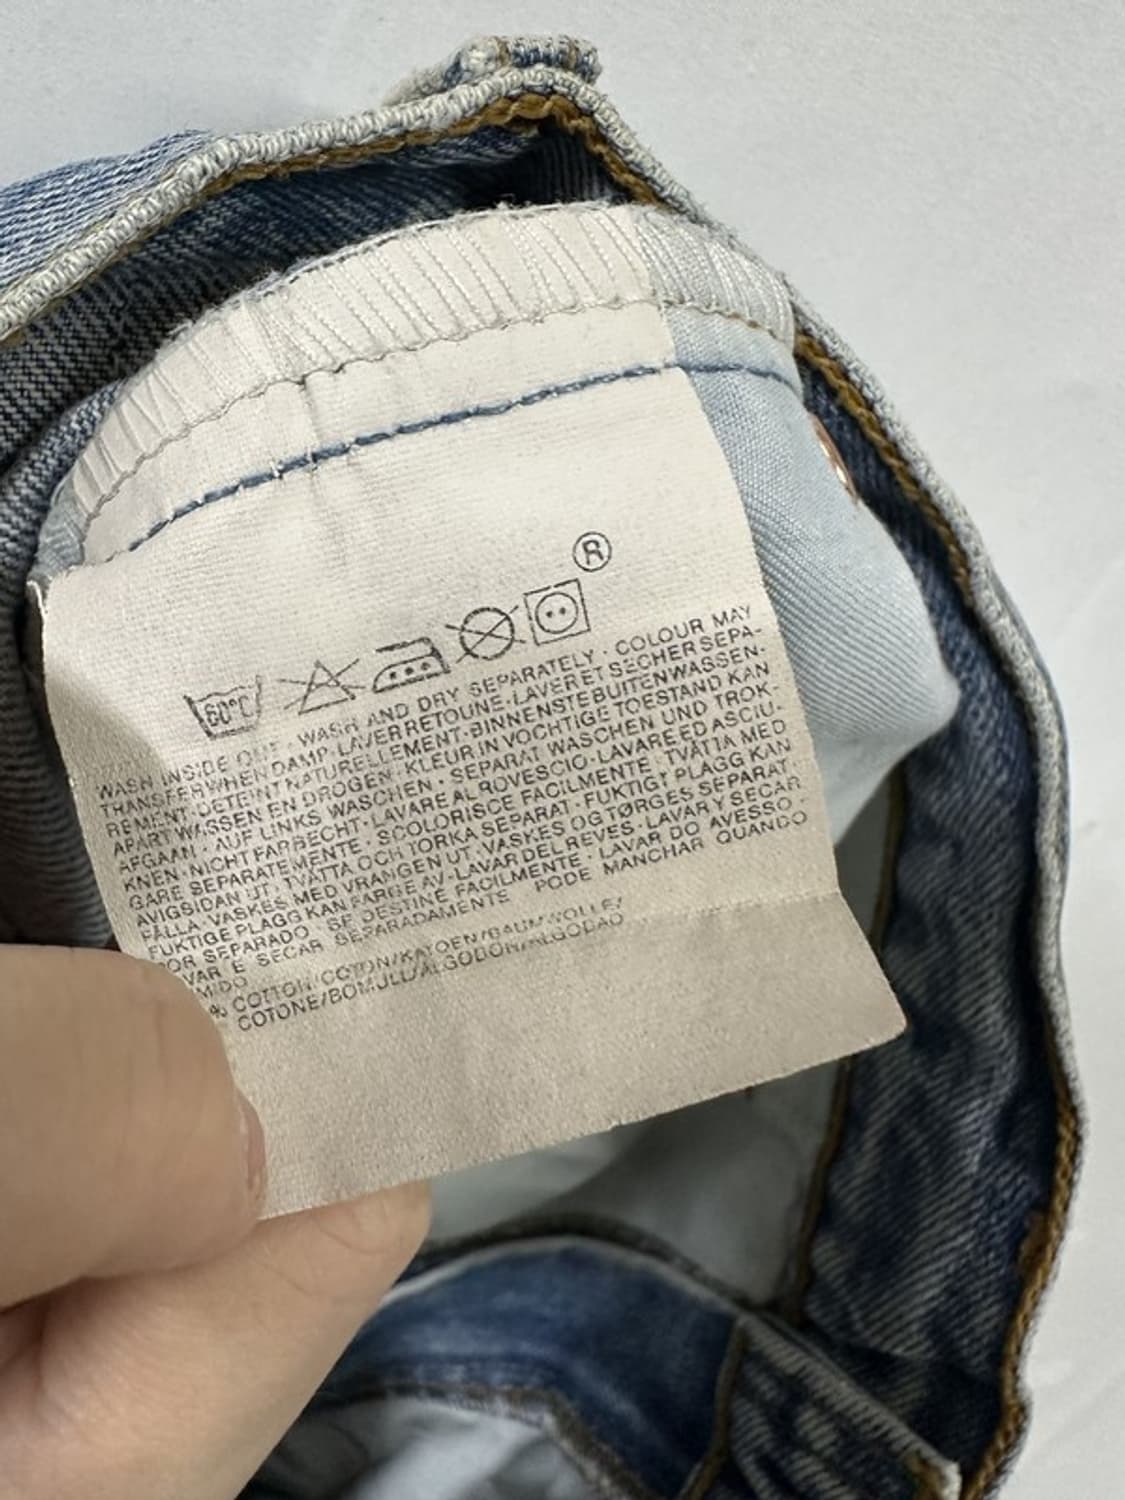 ®
60°C
WASH INSIDE OUT · WASH AND DRY SEPARATELY · COLOUR MAY
TRANSFER WHEN DAMP · LAVER RETOUNE · LAVER ET SECHER SEPA-
REMENT · DETEINT NATURELLEMENT · BINNENSTE BUITEN WASSEN ·
APART WASSEN EN DROGEN · KLEUR IN VOCHTIGE TOESTAND KAN
AFGAAN · AUF LINKS WASCHEN · SEPARAT WASCHEN UND TROK-
KNEN · NICHT FARBECHT · LAVARE AL ROVESCIO · LAVARE ED ASCIU-
GARE SEPARATEMENTE · SCOLORISCE FACILMENTE · TVÄTTA MED
AVIGSIDAN UT · TVÄTTA OCH TORKA SEPARAT · FUKTIGT PLAGG KAN
FÄLLA · VASKES MED VRANGEN UT · VASKES OG TØRGES SEPARAT
FUKTIGE PLAGG KAN FARGE AV · LAVAR DEL REVES · LAVAR Y SECAR
POR SEPARADO SE DESTINE FACILMENTE · LAVAR DO AVESSO ·
VAR E SECAR SEPARADAMENTE PODE MANCHAR QUANDO
MIDO
% COTTON/COTON/KATOEN/BAUMWOLLE/
COTONE/BOMULL/ALGODON/ALGODAO